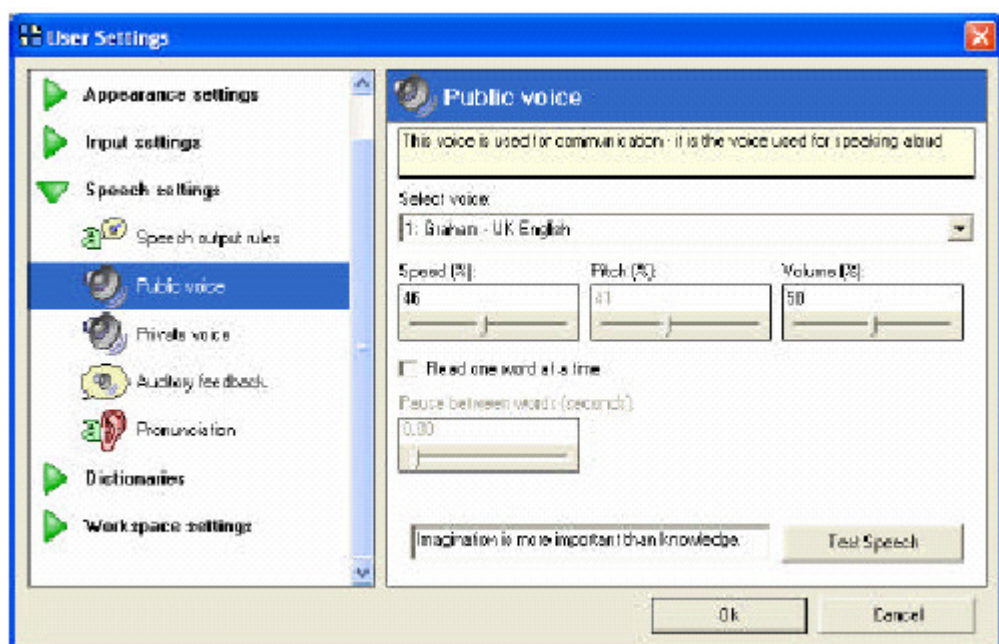 User Settings
Appearance settings
Input settings
Speech settings
Speech output rules
Public voice
Private voice
Auditory feedback
Pronunciation
Dictionaries
Workspace settings
Public voice
This voice is used for communication - it is the voice used for speaking aloud
Select voice:
1: Graham - UK English
Speed (%): Pitch (%): Volume (%):
46 41 50
Read one word at a time
Pause between words (seconds):
0.00
Imagination is more important than knowledge. Test Speech
Ok Cancel